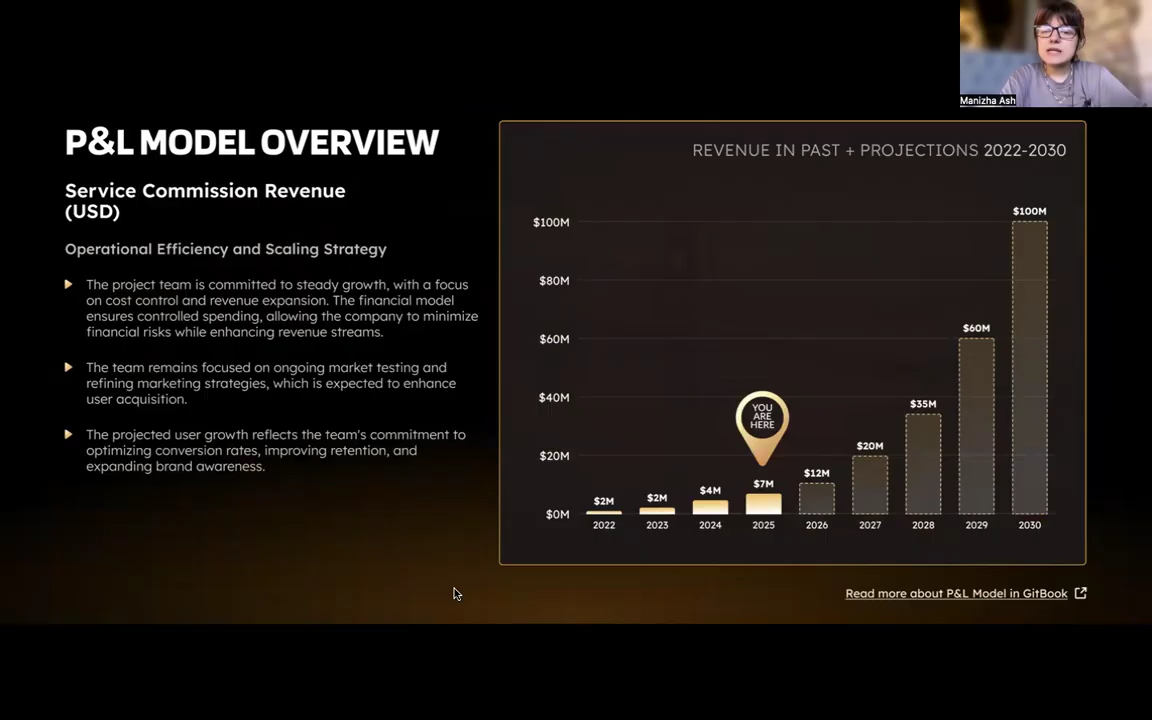 Manizha Ash
P&L MODEL OVERVIEW
Service Commission Revenue
(USD)
Operational Efficiency and Scaling Strategy
The project team is committed to steady growth, with a focus
on cost control and revenue expansion. The financial model
ensures controlled spending, allowing the company to minimize
financial risks while enhancing revenue streams.
The team remains focused on ongoing market testing and
refining marketing strategies, which is expected to enhance
user acquisition.
The projected user growth reflects the team's commitment to
optimizing conversion rates, improving retention, and
expanding brand awareness.
REVENUE IN PAST + PROJECTIONS 2022-2030
$100M
$80M
$60M
$40M
$20M
$0M
$2M
$2M
$4M
$7M
$12M
$20M
$35M
$60M
$100M
YOU
ARE
HERE
2022 2023 2024 2025 2026 2027 2028 2029 2030
Read more about P&L Model in GitBook